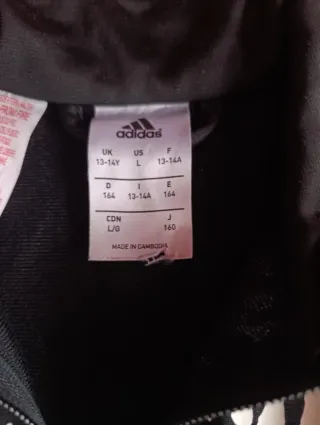 adidas
UK US F
13-14Y L 13-14A
D I E
164 13-14A 164
CDN J
L/G 160
MADE IN CAMBODIA